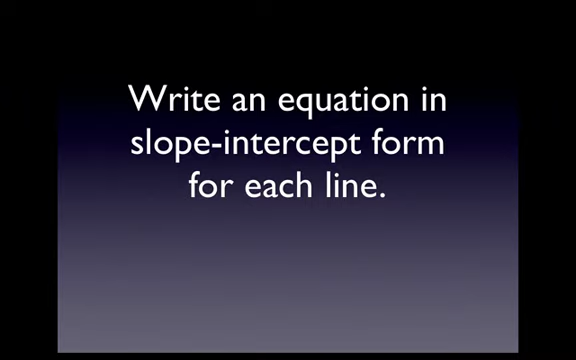 Write an equation in
slope-intercept form
for each line.